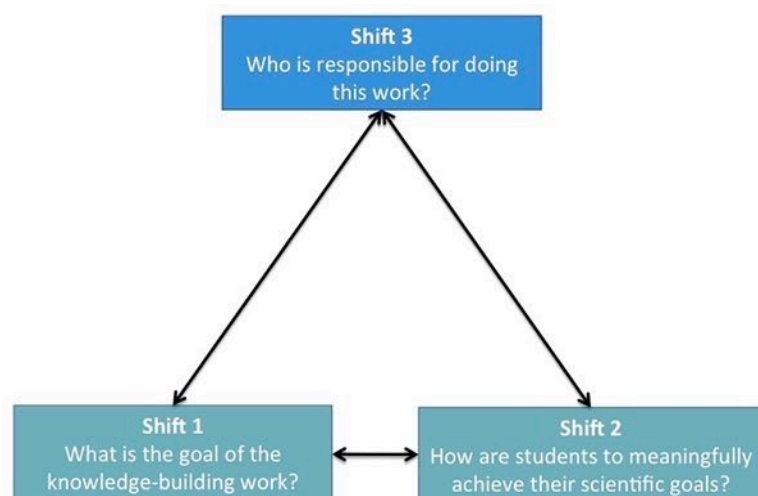 Shift 3
Who is responsible for doing
this work?
Shift 1
What is the goal of the
knowledge-building work?
Shift 2
How are students to meaningfully
achieve their scientific goals?